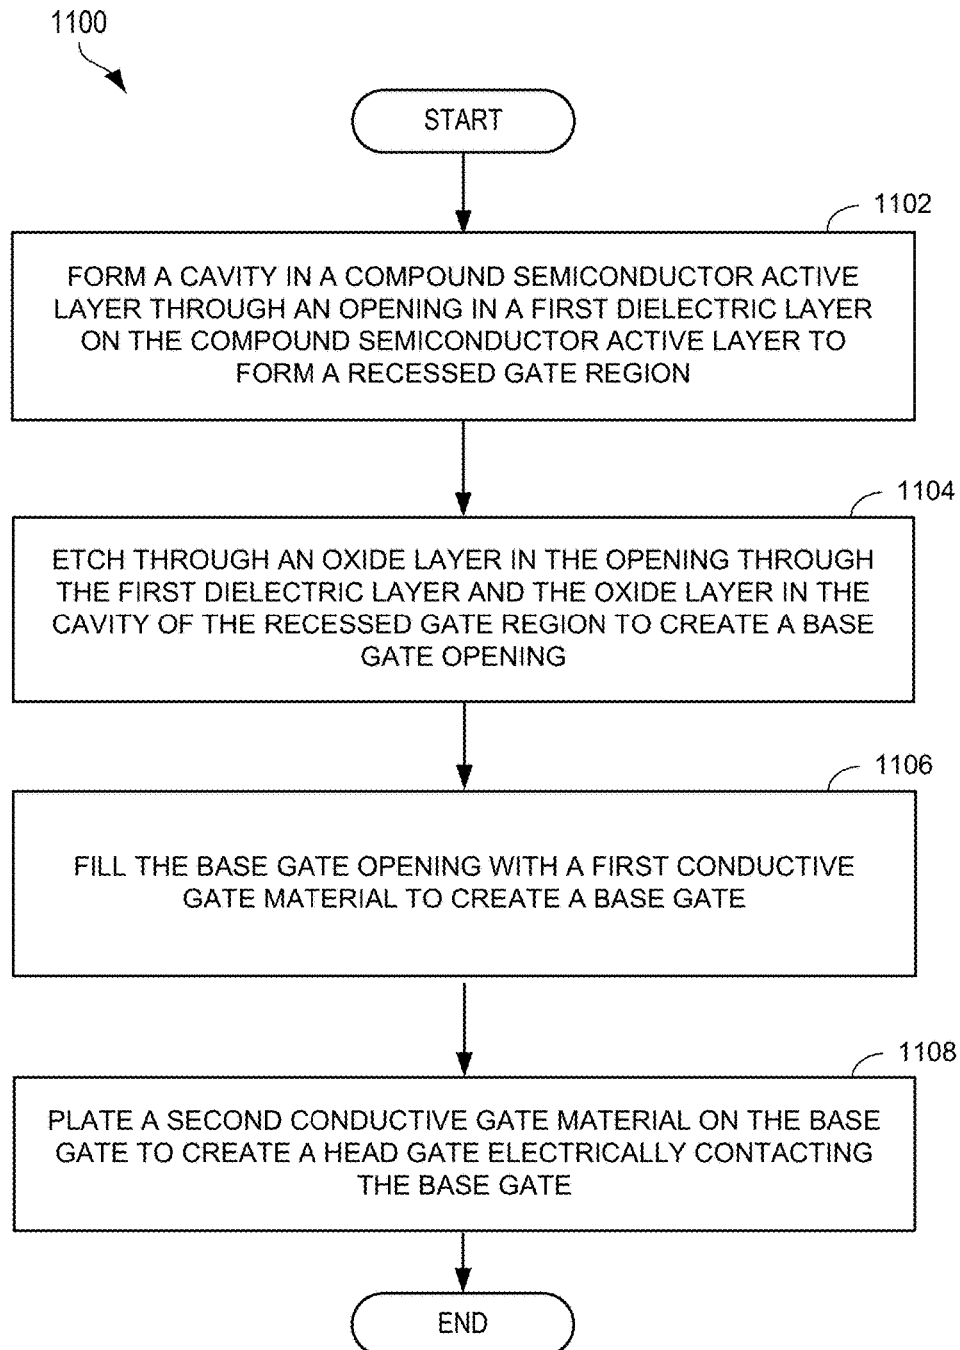 1100
START
1102
FORM A CAVITY IN A COMPOUND SEMICONDUCTOR ACTIVE
LAYER THROUGH AN OPENING IN A FIRST DIELECTRIC LAYER
ON THE COMPOUND SEMICONDUCTOR ACTIVE LAYER TO
FORM A RECESSED GATE REGION
1104
ETCH THROUGH AN OXIDE LAYER IN THE OPENING THROUGH
THE FIRST DIELECTRIC LAYER AND THE OXIDE LAYER IN THE
CAVITY OF THE RECESSED GATE REGION TO CREATE A BASE
GATE OPENING
1106
FILL THE BASE GATE OPENING WITH A FIRST CONDUCTIVE
GATE MATERIAL TO CREATE A BASE GATE
1108
PLATE A SECOND CONDUCTIVE GATE MATERIAL ON THE BASE
GATE TO CREATE A HEAD GATE ELECTRICALLY CONTACTING
THE BASE GATE
END